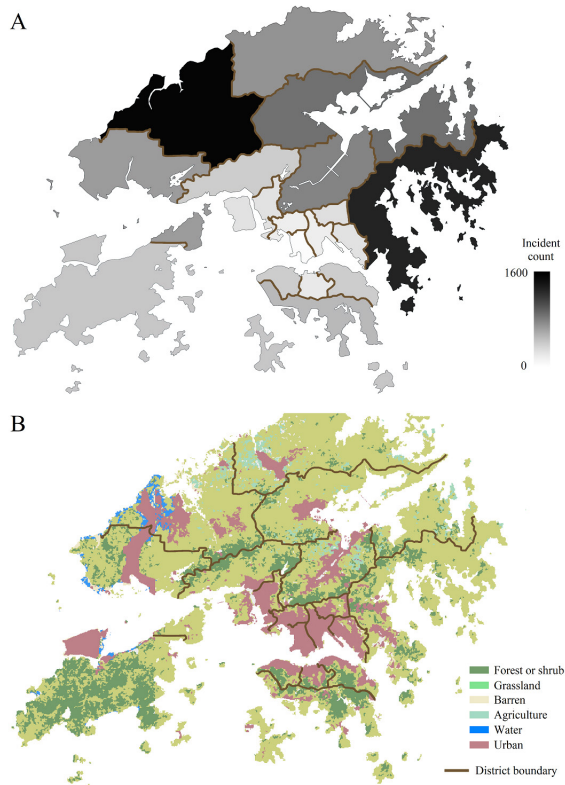 A
Incident
count
1600
0
B
Forest or shrub
Grassland
Barren
Agriculture
Water
Urban
District boundary